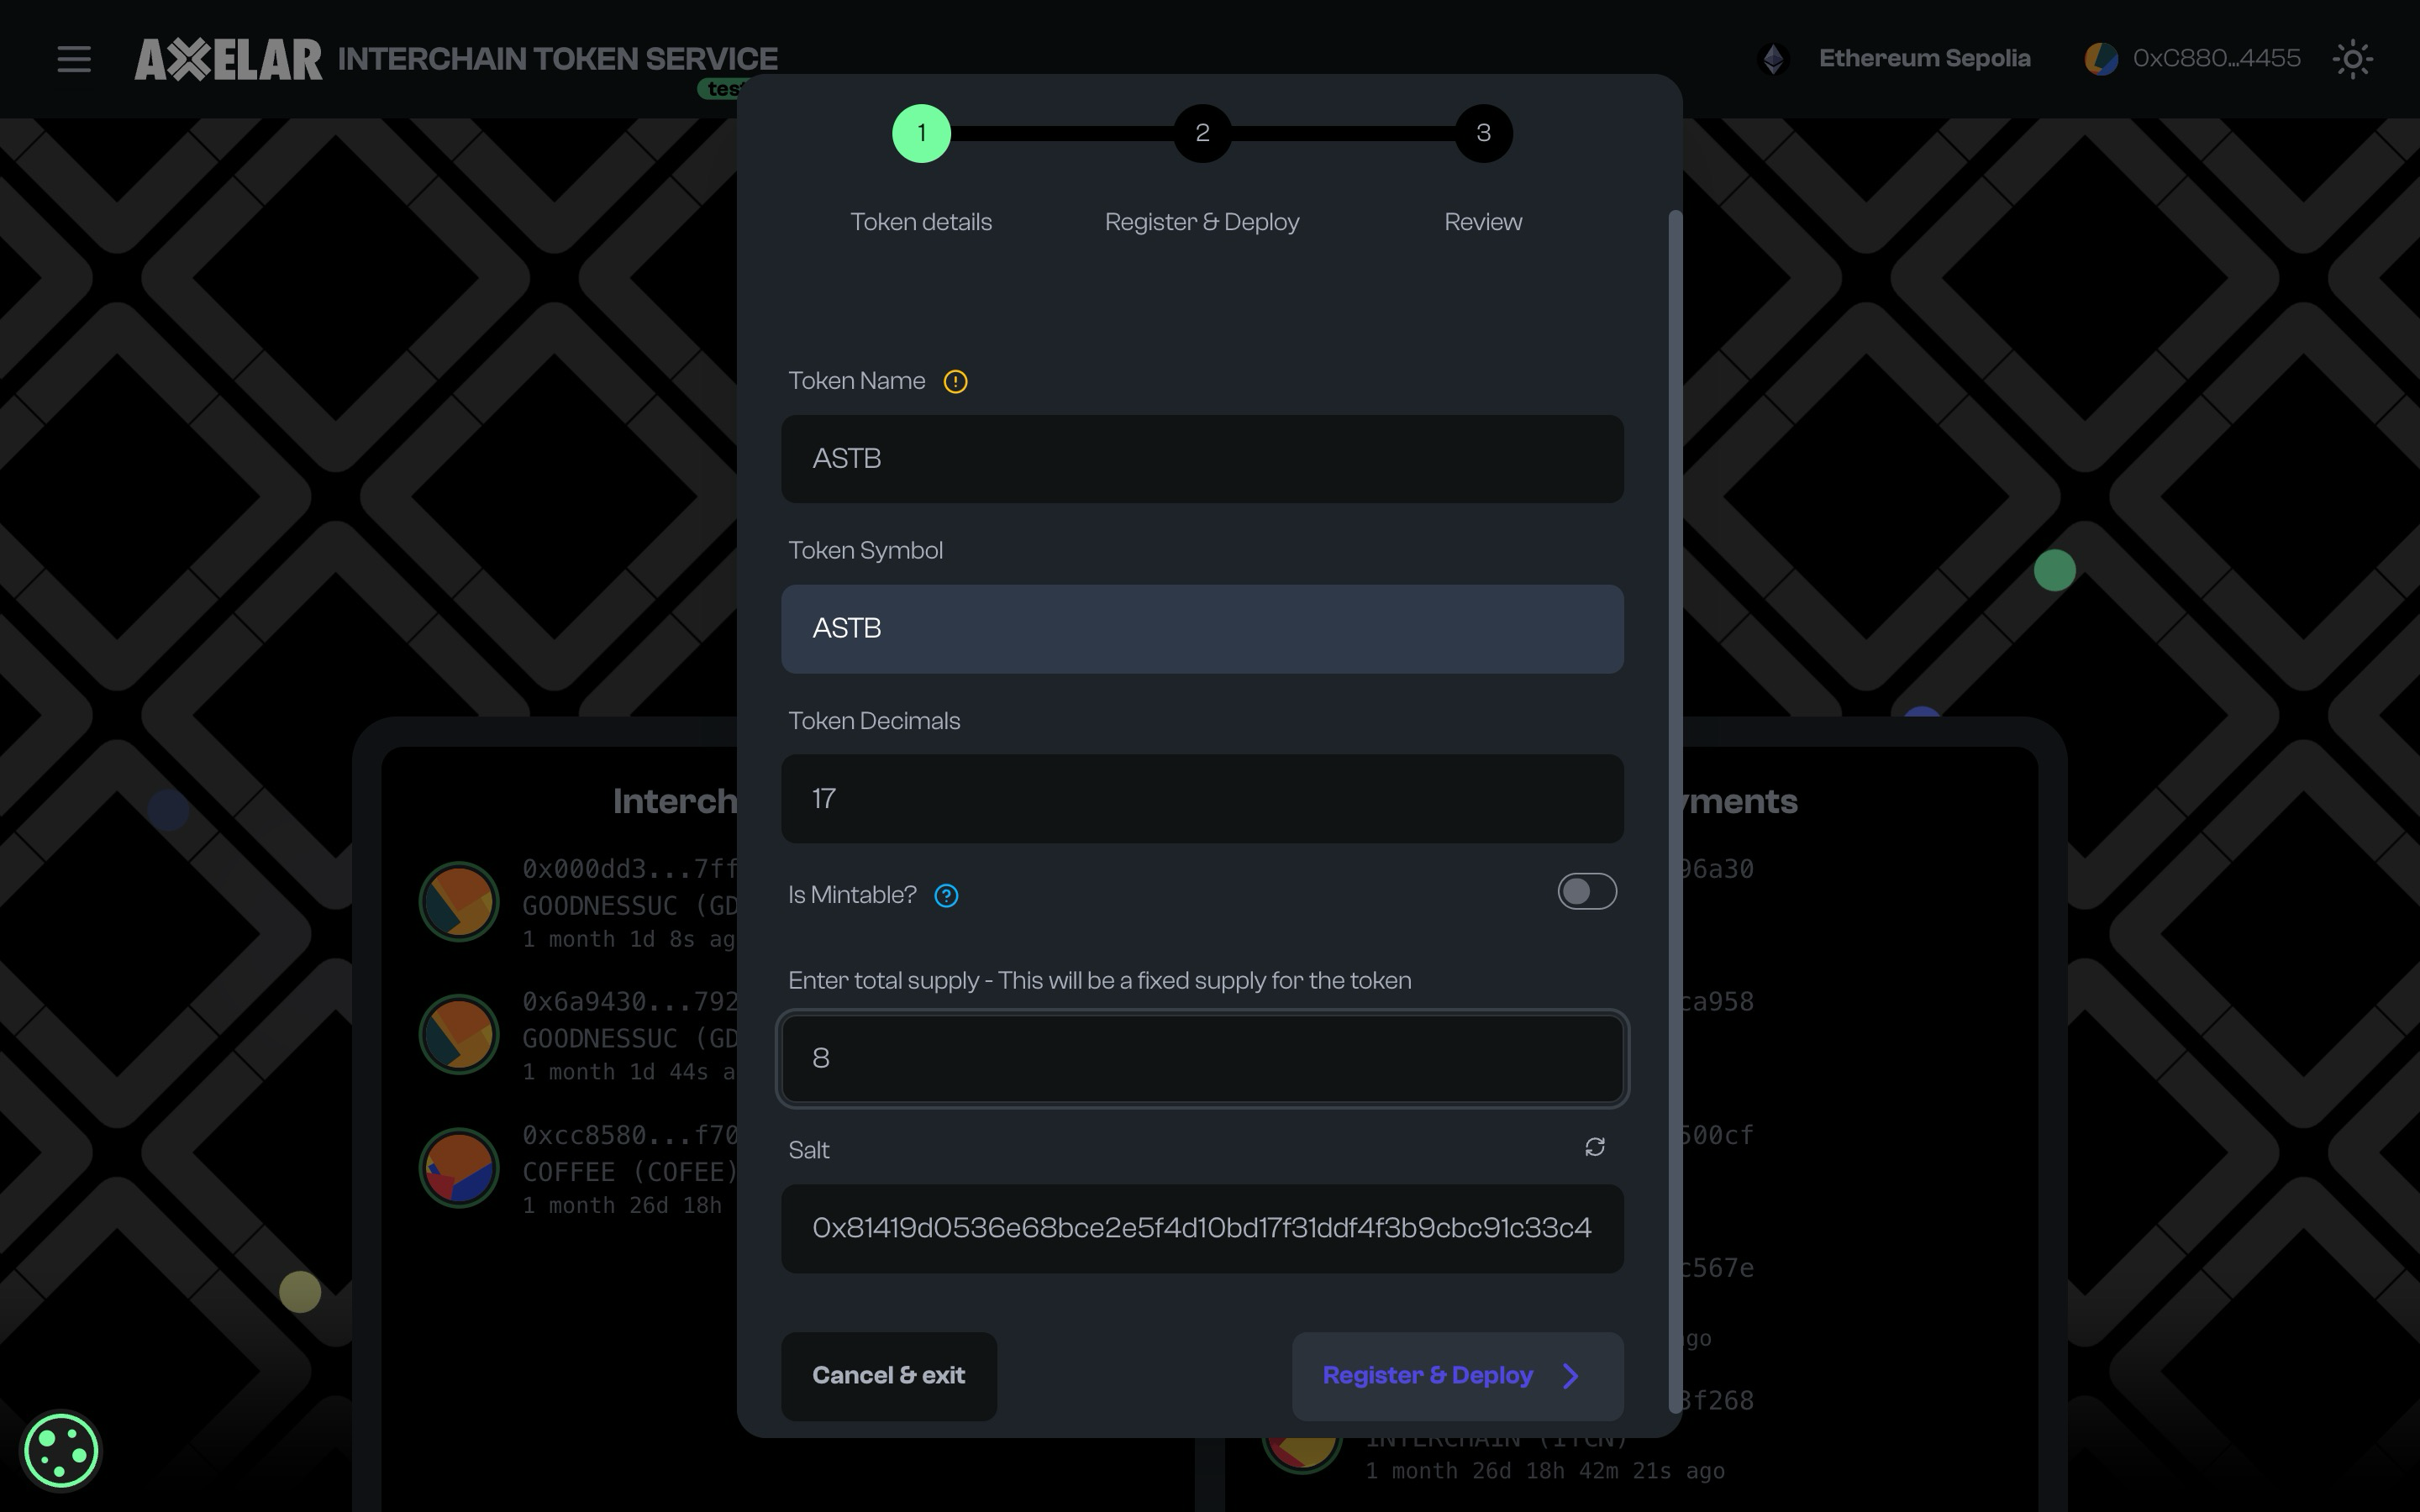 AXELAR INTERCHAIN TOKEN SERVICE
Ethereum Sepolia
0xC880...4455
1
2
3
Token details
Register & Deploy
Review
Token Name
ASTB
Token Symbol
ASTB
Token Decimals
17
Is Mintable?
Enter total supply - This will be a fixed supply for the token
8
Salt
0x81419d0536e68bce2e5f4d10bd17f31ddf4f3b9cbc91c33c4
Cancel & exit
Register & Deploy
0x000dd3...7ff
GOODNESSUC (GD
1 month 1d 8s ag
0x6a9430...792
GOODNESSUC (GD
1 month 1d 44s a
0xcc8580...f70
COFFEE (COFEE)
1 month 26d 18h
96a30
ca958
500cf
c567e
go
f268
INTERCHAIN (ITCN)
1 month 26d 18h 42m 21s ago